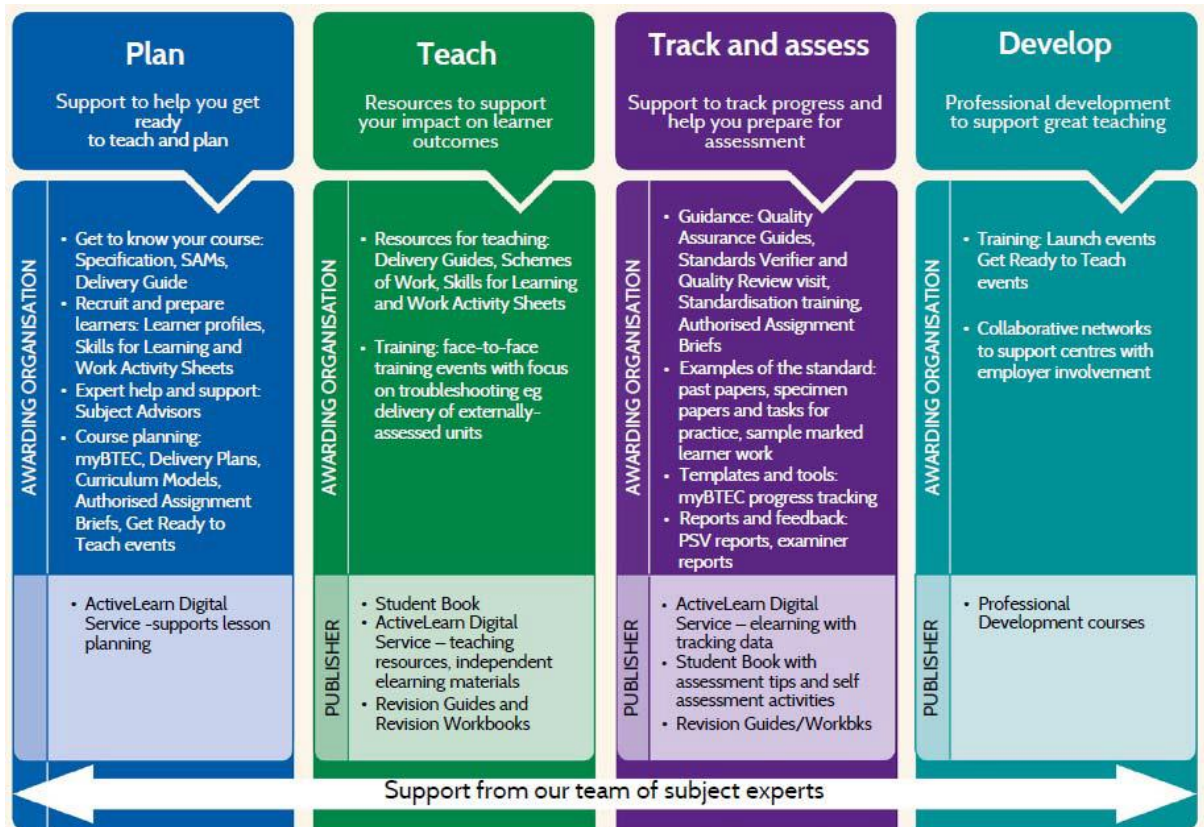 Plan
Support to help you get
ready
to teach and plan
AWARDING ORGANISATION
• Get to know your course:
Specification, SAMs,
Delivery Guide
• Recruit and prepare
learners: Learner profiles,
Skills for Learning and
Work Activity Sheets
• Expert help and support:
Subject Advisors
• Course planning:
myBTEC, Delivery Plans,
Curriculum Models,
Authorised Assignment
Briefs, Get Ready to
Teach events
• ActiveLearn Digital
Service -supports lesson
planning
Teach
Resources to support
your impact on learner
outcomes
AWARDING ORGANISATION
• Resources for teaching:
Delivery Guides, Schemes
of Work, Skills for Learning
and Work Activity Sheets
• Training: face-to-face
training events with focus
on troubleshooting eg
delivery of externally-
assessed units
PUBLISHER
• Student Book
• ActiveLearn Digital
Service – teaching
resources, independent
elearning materials
• Revision Guides and
Revision Workbooks
Track and assess
Support to track progress and
help you prepare for
assessment
AWARDING ORGANISATION
• Guidance: Quality
Assurance Guides,
Standards Verifier and
Quality Review visit,
Standardisation training,
Authorised Assignment
Briefs
• Examples of the standard:
past papers, specimen
papers and tasks for
practice, sample marked
learner work
• Templates and tools:
myBTEC progress tracking
• Reports and feedback:
PSV reports, examiner
reports
PUBLISHER
• ActiveLearn Digital
Service – elearning with
tracking data
• Student Book with
assessment tips and self
assessment activities
• Revision Guides/Workbks
Develop
Professional development
to support great teaching
AWARDING ORGANISATION
• Training: Launch events
Get Ready to Teach
events
• Collaborative networks
to support centres with
employer involvement
PUBLISHER
• Professional
Development courses
Support from our team of subject experts